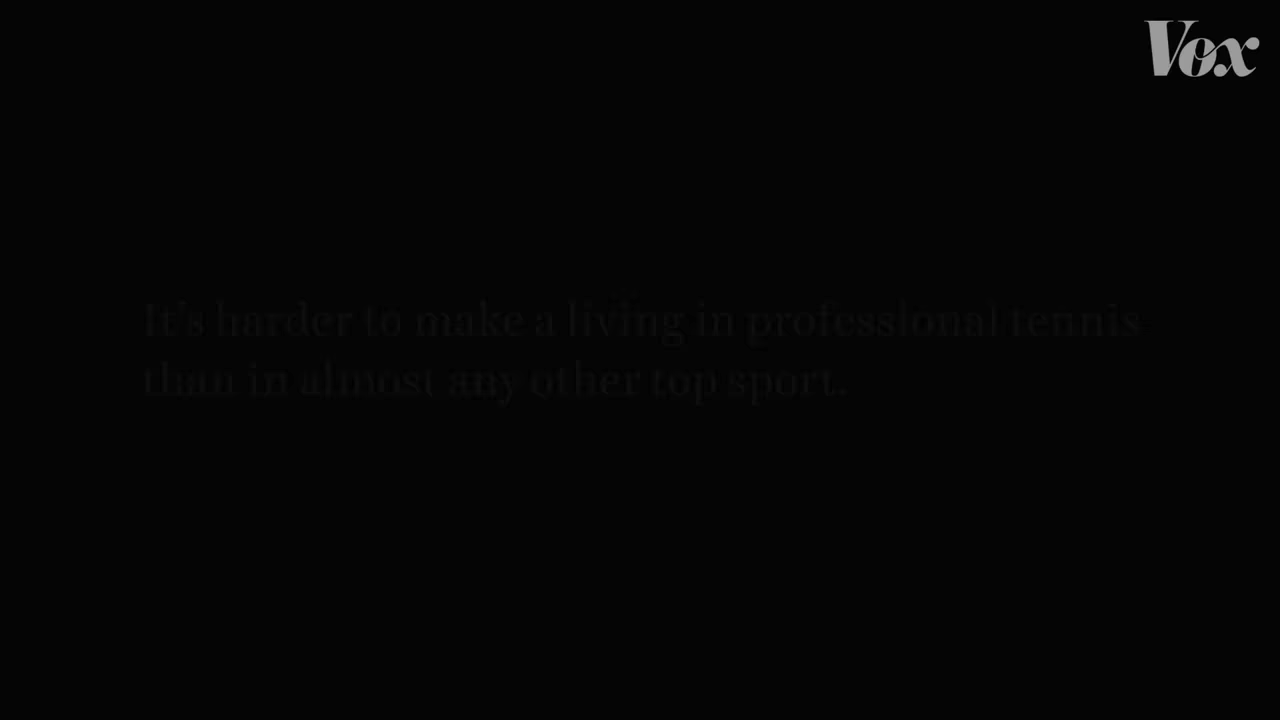 Vox
It's harder to make a living in professional tennis
than in almost any other top sport.